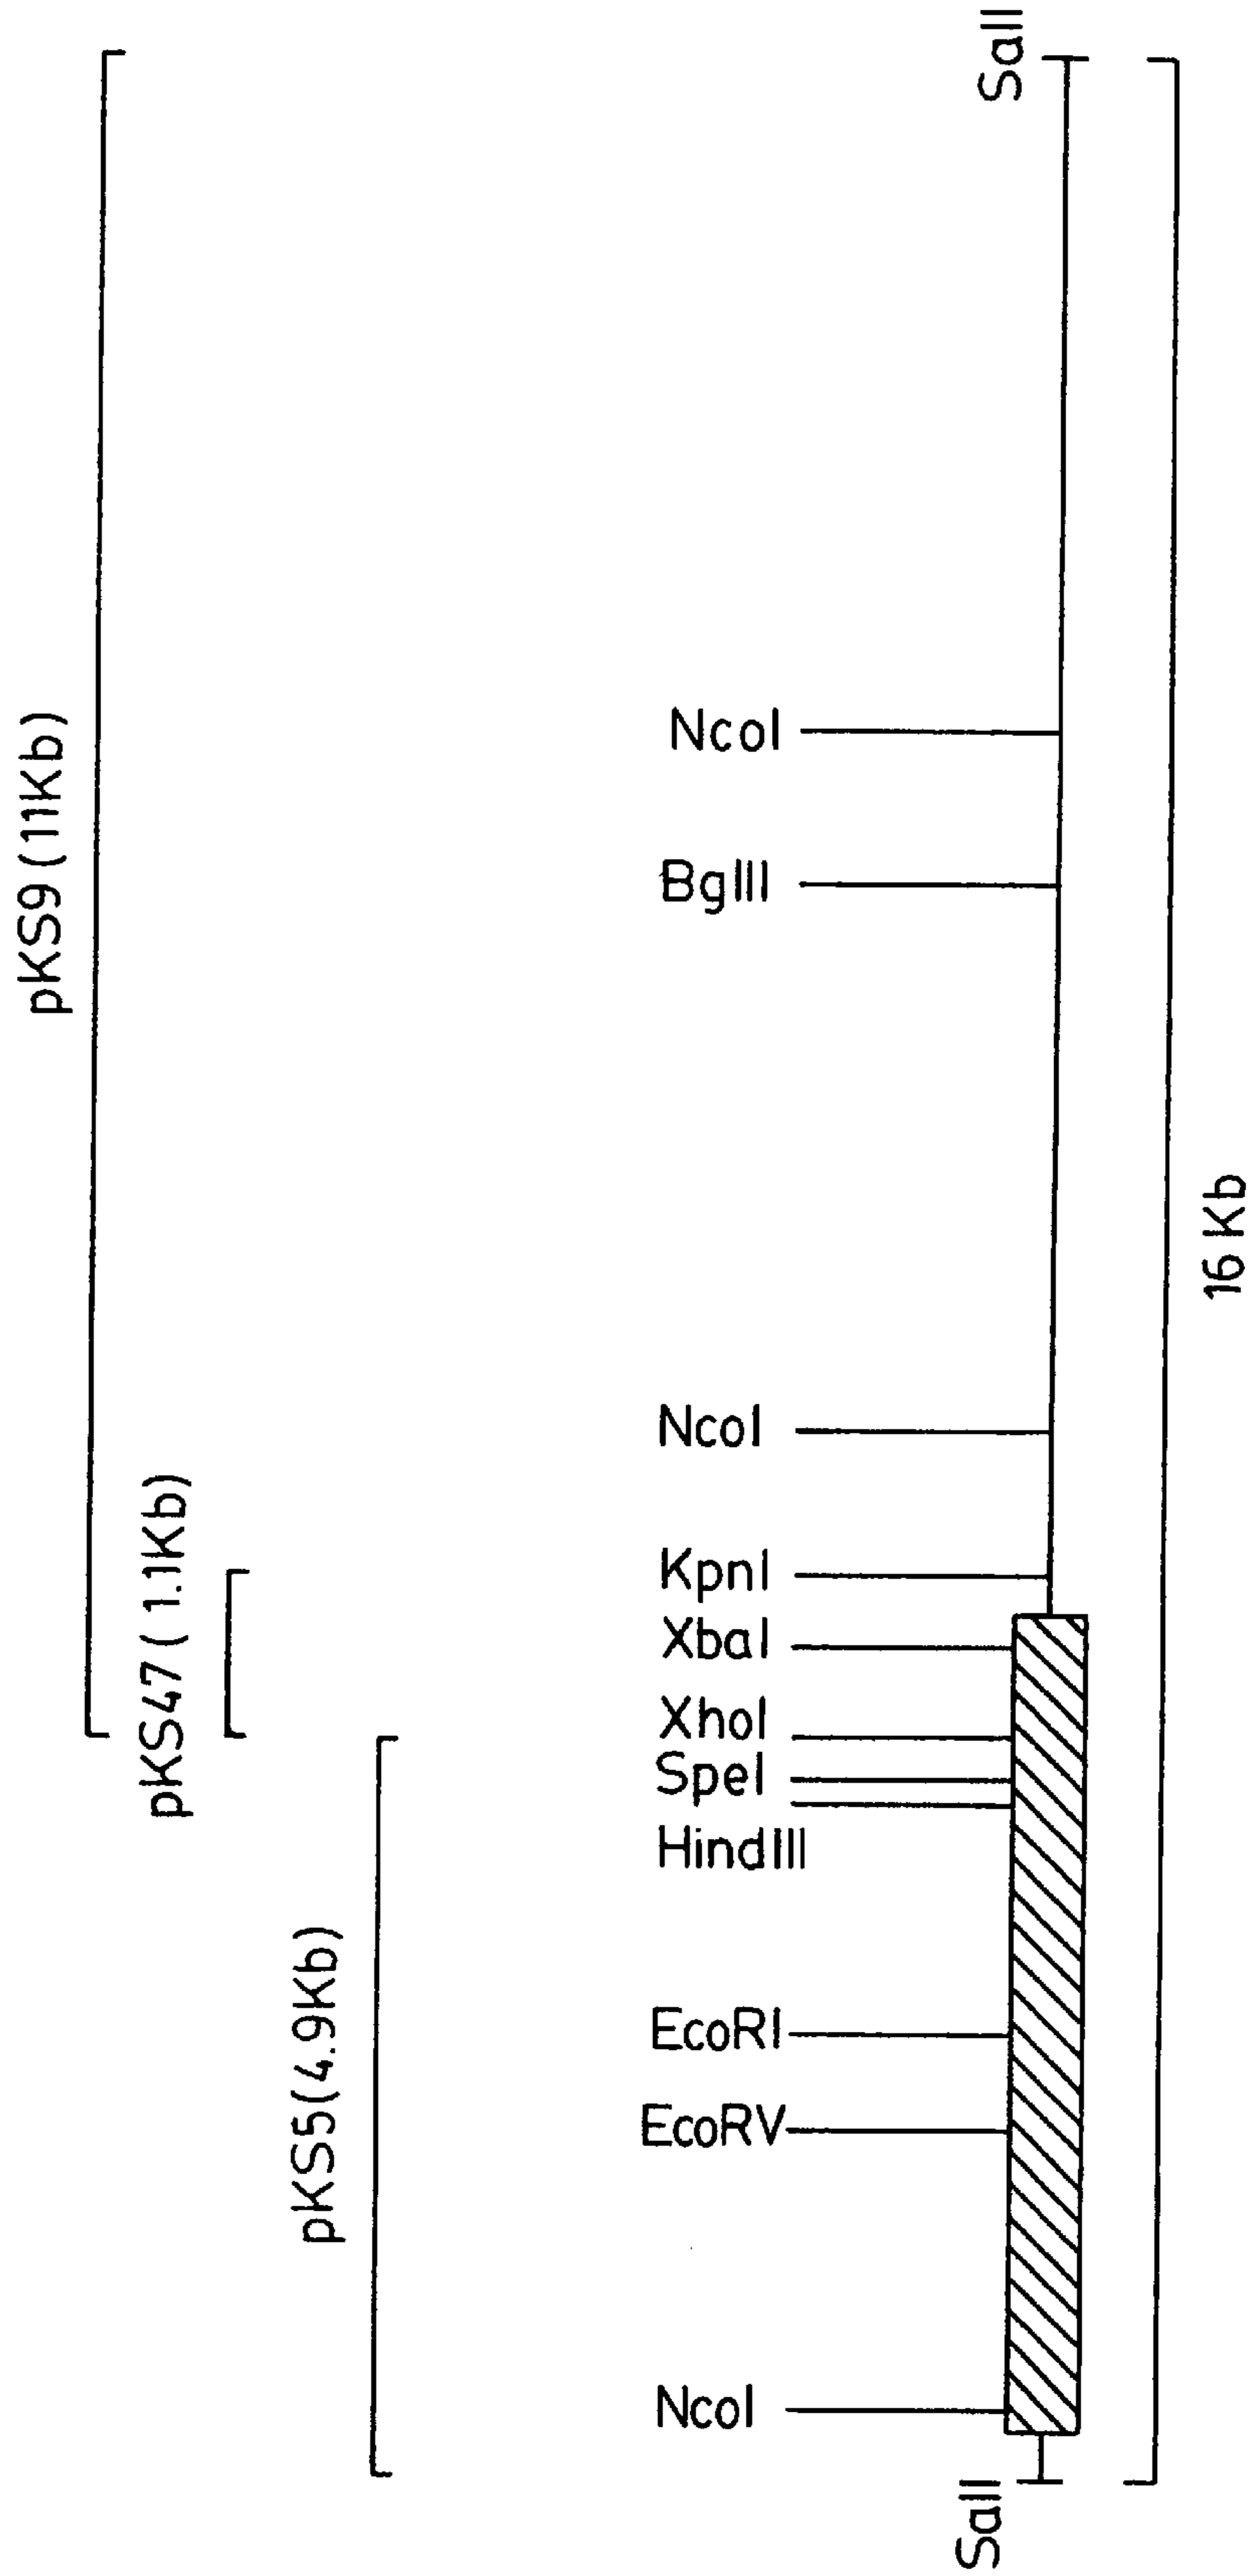 pKS9 (11Kb)
pKS47 ( 1.1Kb)
pKS5(4.9Kb)
SalI
NcoI
EcoRV
EcoRI
HindIII
SpeI
XhoI
XbaI
KpnI
NcoI
BglII
NcoI
SalI
16 Kb